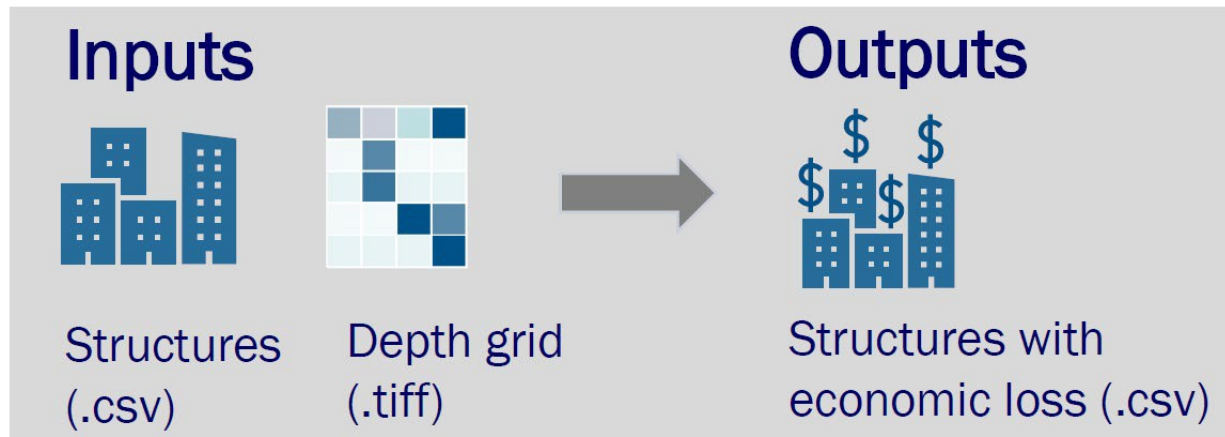 Inputs
Outputs
$ $
$ $
Structures
(.csv)
Depth grid
(.tiff)
Structures with
economic loss (.csv)